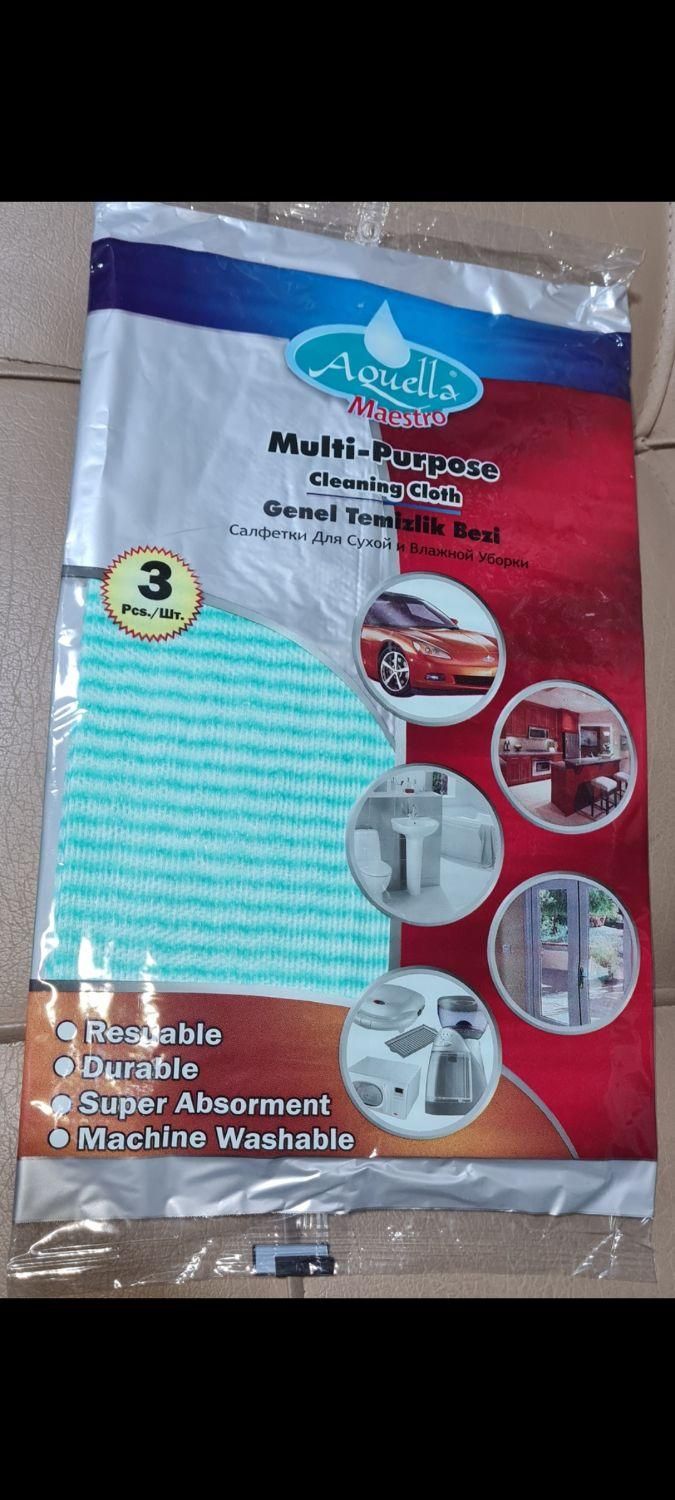 Aquella®
Maestro
Multi-Purpose
Cleaning Cloth
Genel Temizlik Bezi
Салфетки Для Сухой и Влажной Уборки
3
Pcs./Шт.
Resuable
Durable
Super Absorment
Machine Washable